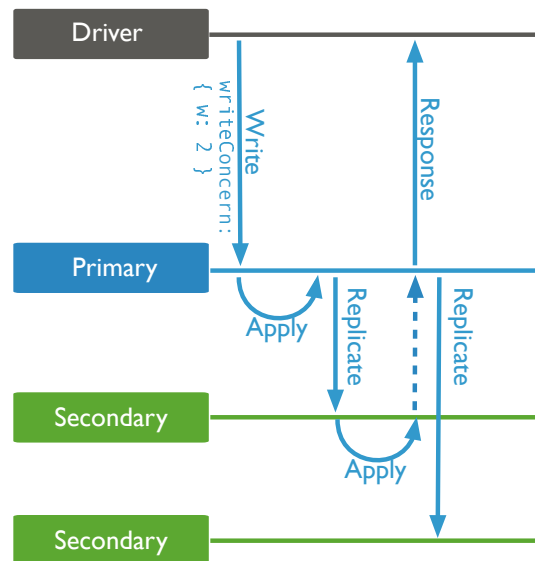 Driver
Write
writeConcern:
{ w: 2 }
Response
Primary
Apply
Replicate
Replicate
Secondary
Apply
Secondary